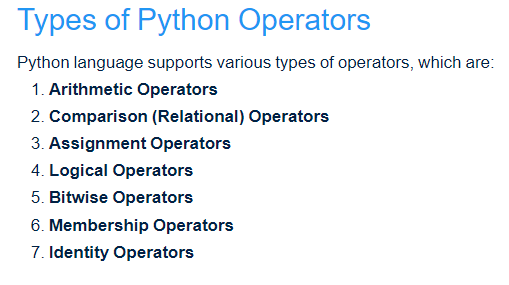 Types of Python Operators
Python language supports various types of operators, which are:
1. Arithmetic Operators
2. Comparison (Relational) Operators
3. Assignment Operators
4. Logical Operators
5. Bitwise Operators
6. Membership Operators
7. Identity Operators